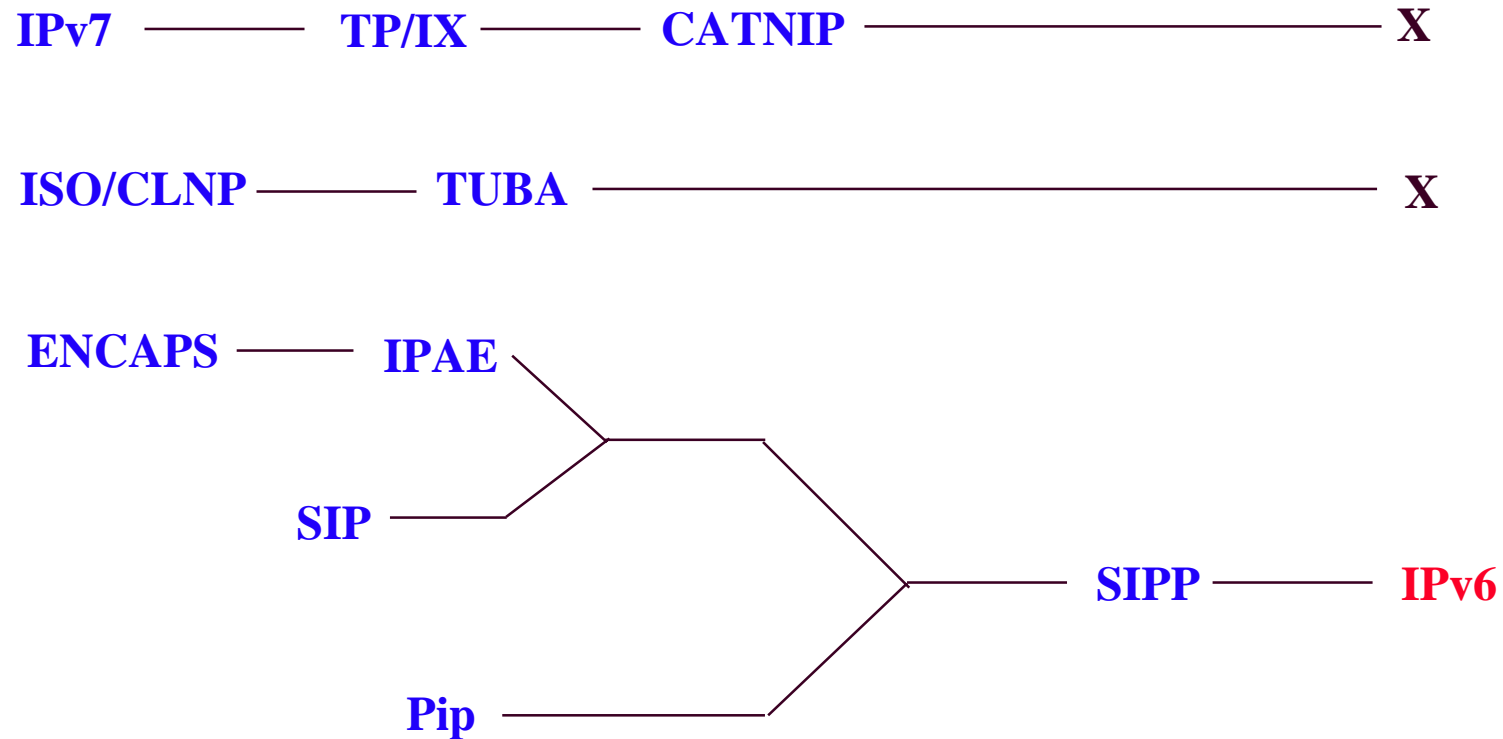 IPv7 TP/IX CATNIP X
ISO/CLNP TUBA X
ENCAPS IPAE
SIP
SIPP IPv6
Pip